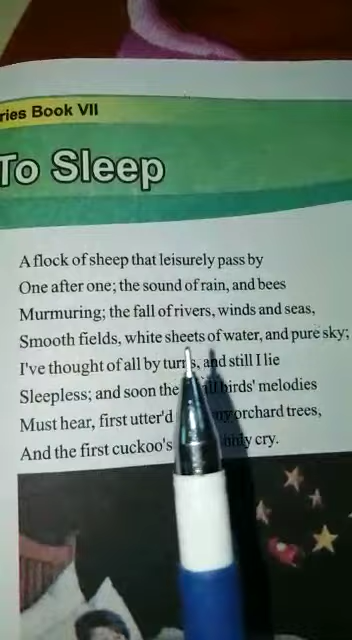 ries Book VII
To Sleep
A flock of sheep that leisurely pass by
One after one; the sound of rain, and bees
Murmuring; the fall of rivers, winds and seas,
Smooth fields, white sheets of water, and pure sky;
I've thought of all by turns, and still I lie
Sleepless; and soon the birds' melodies
Must hear, first utter'd orchard trees,
And the first cuckoo's cry.